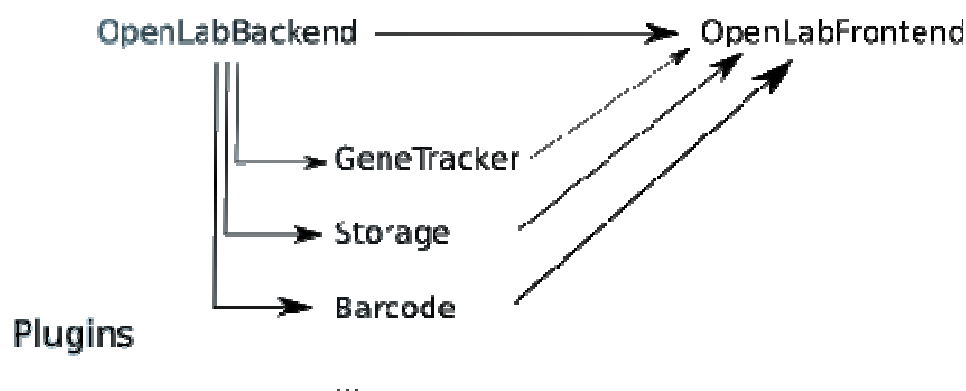 OpenLabBackend OpenLabFrontend
GeneTracker
Storage
Barcode
Plugins
...